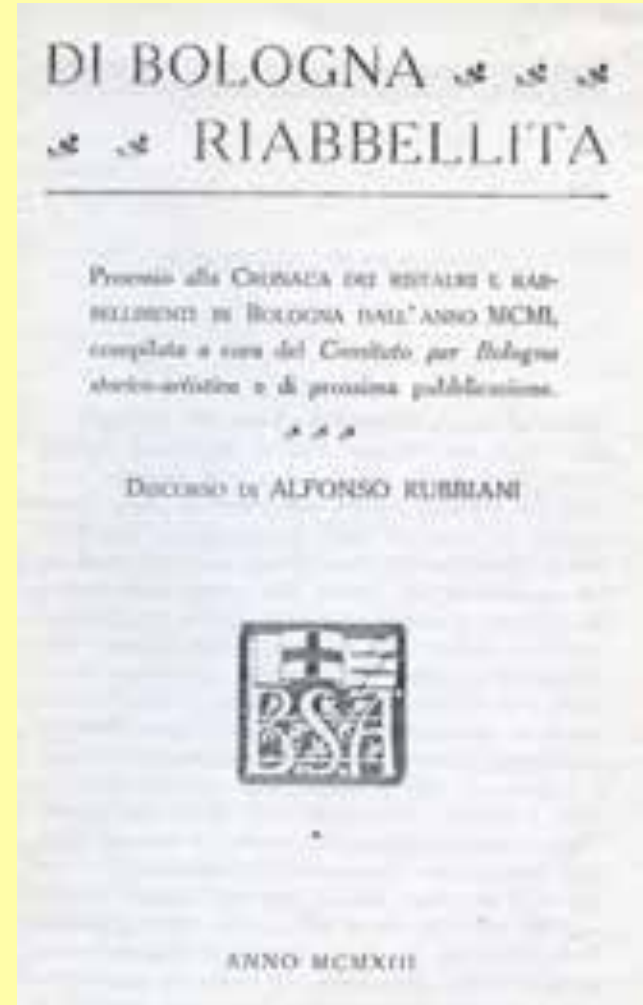 DI BOLOGNA
RIABBELLITA
Proemio alla CRONACA DEI RISTAURI E RAB-
BELLIMENTI IN BOLOGNA DALL'ANNO MCMI,
compilata a cura del Comitato per Bologna
storico-artistica e di prossima pubblicazione.
DISCORSO DI ALFONSO RUBBIANI
BSA
ANNO MCMXIII